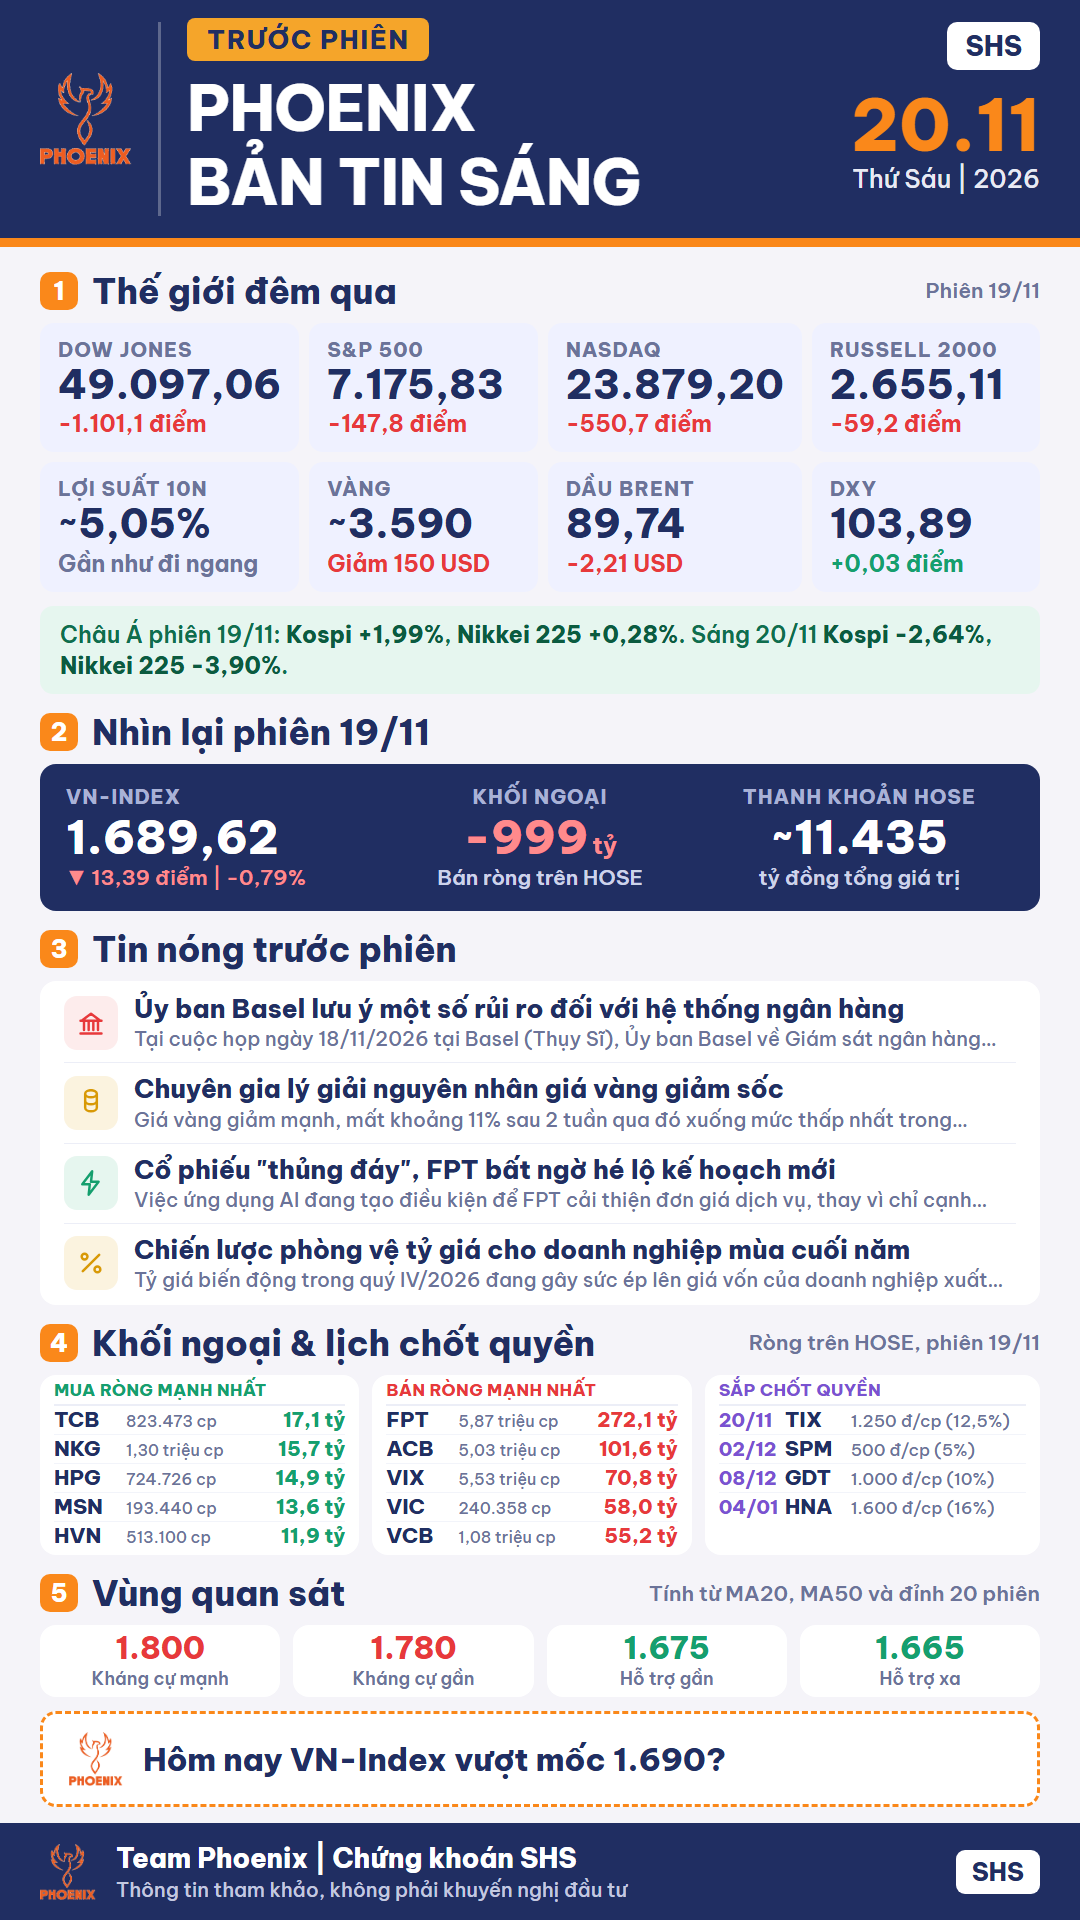 TRƯỚC PHIÊN
PHOENIX
BẢN TIN SÁNG
PHOENIX
SHS
20.11
Thứ Sáu | 2026
1 Thế giới đêm qua
Phiên 19/11
DOW JONES
49.097,06
-1.101,1 điểm
S&P 500
7.175,83
-147,8 điểm
NASDAQ
23.879,20
-550,7 điểm
RUSSELL 2000
2.655,11
-59,2 điểm
LỢI SUẤT 10N
~5,05%
Gần như đi ngang
VÀNG
~3.590
Giảm 150 USD
DẦU BRENT
89,74
-2,21 USD
DXY
103,89
+0,03 điểm
Châu Á phiên 19/11: Kospi +1,99%, Nikkei 225 +0,28%. Sáng 20/11 Kospi -2,64%,
Nikkei 225 -3,90%.
2 Nhìn lại phiên 19/11
VN-INDEX
1.689,62
▼ 13,39 điểm | -0,79%
KHỐI NGOẠI
-999 tỷ
Bán ròng trên HOSE
THANH KHOẢN HOSE
~11.435
tỷ đồng tổng giá trị
3 Tin nóng trước phiên
Ủy ban Basel lưu ý một số rủi ro đối với hệ thống ngân hàng
Tại cuộc họp ngày 18/11/2026 tại Basel (Thụy Sĩ), Ủy ban Basel về Giám sát ngân hàng...
Chuyên gia lý giải nguyên nhân giá vàng giảm sốc
Giá vàng giảm mạnh, mất khoảng 11% sau 2 tuần qua đó xuống mức thấp nhất trong...
Cổ phiếu "thủng đáy", FPT bất ngờ hé lộ kế hoạch mới
Việc ứng dụng AI đang tạo điều kiện để FPT cải thiện đơn giá dịch vụ, thay vì chỉ cạnh...
Chiến lược phòng vệ tỷ giá cho doanh nghiệp mùa cuối năm
Tỷ giá biến động trong quý IV/2026 đang gây sức ép lên giá vốn của doanh nghiệp xuất...
4 Khối ngoại & lịch chốt quyền
Ròng trên HOSE, phiên 19/11
MUA RÒNG MẠNH NHẤT
TCB 823.473 cp 17,1 tỷ
NKG 1,30 triệu cp 15,7 tỷ
HPG 724.726 cp 14,9 tỷ
MSN 193.440 cp 13,6 tỷ
HVN 513.100 cp 11,9 tỷ
BÁN RÒNG MẠNH NHẤT
FPT 5,87 triệu cp 272,1 tỷ
ACB 5,03 triệu cp 101,6 tỷ
VIX 5,53 triệu cp 70,8 tỷ
VIC 240.358 cp 58,0 tỷ
VCB 1,08 triệu cp 55,2 tỷ
SẮP CHỐT QUYỀN
20/11 TIX 1.250 đ/cp (12,5%)
02/12 SPM 500 đ/cp (5%)
08/12 GDT 1.000 đ/cp (10%)
04/01 HNA 1.600 đ/cp (16%)
5 Vùng quan sát
Tính từ MA20, MA50 và đỉnh 20 phiên
1.800
Kháng cự mạnh
1.780
Kháng cự gần
1.675
Hỗ trợ gần
1.665
Hỗ trợ xa
PHOENIX
Hôm nay VN-Index vượt mốc 1.690?
PHOENIX
Team Phoenix | Chứng khoán SHS
Thông tin tham khảo, không phải khuyến nghị đầu tư
SHS